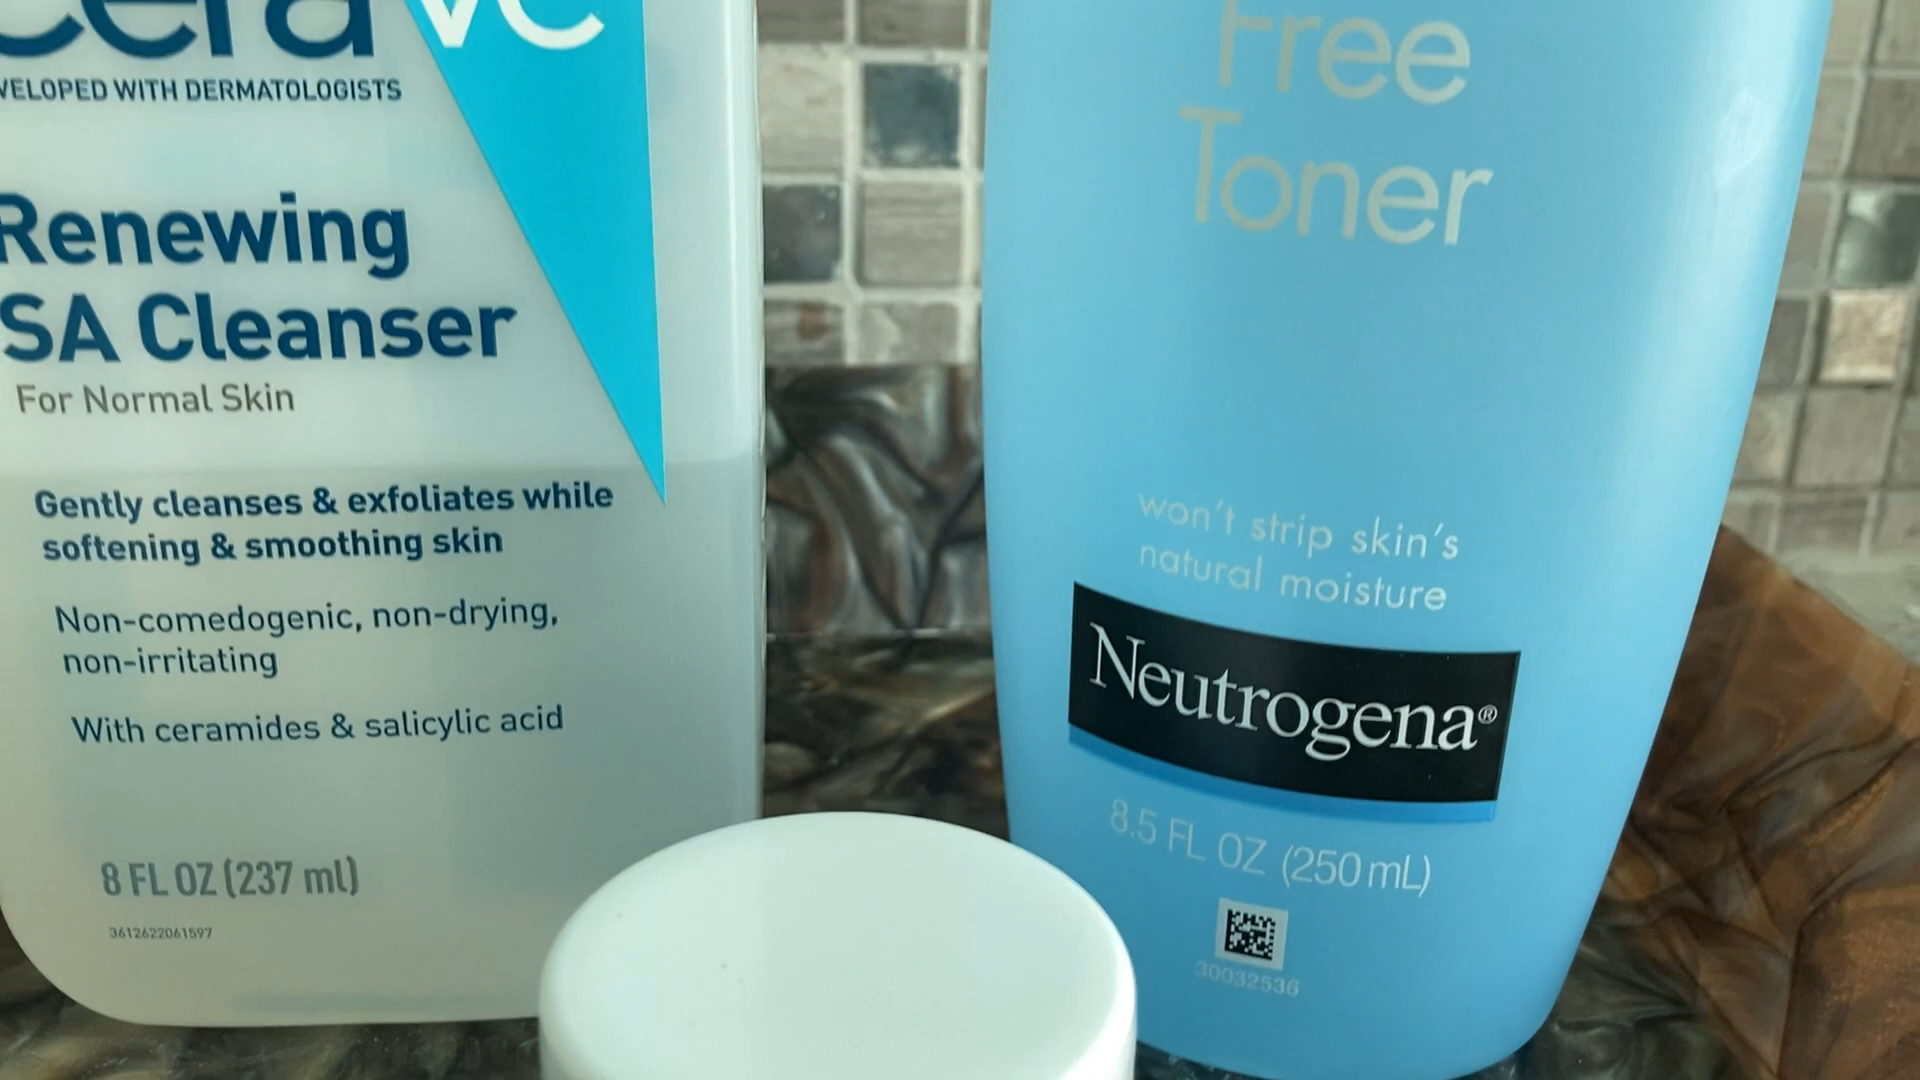 CeraVe
VELOPED WITH DERMATOLOGISTS
Renewing
SA Cleanser
For Normal Skin
Gently cleanses & exfoliates while
softening & smoothing skin
Non-comedogenic, non-drying,
non-irritating
With ceramides & salicylic acid
8 FL OZ (237 ml)
3612622061597
Free
Toner
won't strip skin's
natural moisture
Neutrogena®
8.5 FL OZ (250 mL)
30032536